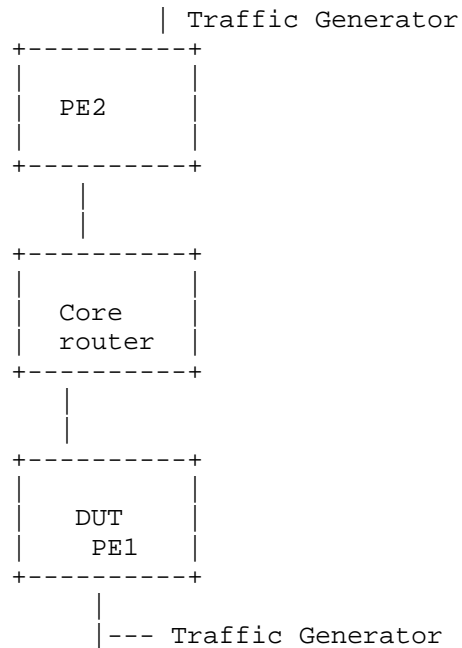 | Traffic Generator
PE2
Core
router
DUT
PE1
|--- Traffic Generator